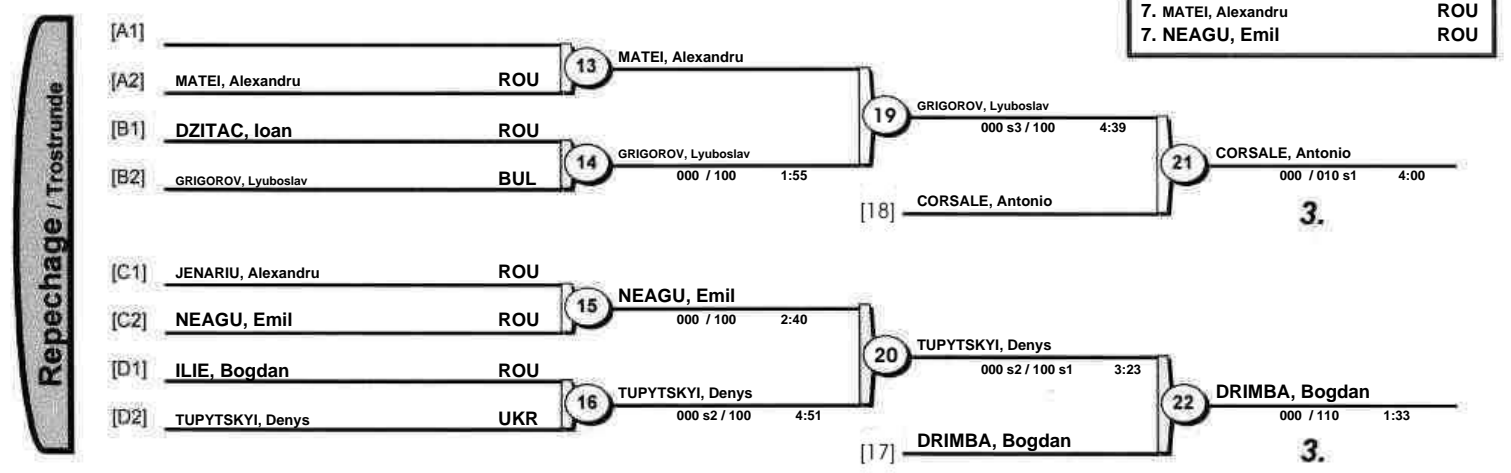 7. MATEI, Alexandru ROU
7. NEAGU, Emil ROU
Repechage / Trostrunde
[A1]
[A2] MATEI, Alexandru ROU
13 MATEI, Alexandru
[B1] DZITAC, Ioan ROU
[B2] GRIGOROV, Lyuboslav BUL
14 GRIGOROV, Lyuboslav
000 / 100 1:55
19 GRIGOROV, Lyuboslav
000 s3 / 100 4:39
[18] CORSALE, Antonio
21 CORSALE, Antonio
000 / 010 s1 4:00
3.
[C1] JENARIU, Alexandru ROU
[C2] NEAGU, Emil ROU
15 NEAGU, Emil
000 / 100 2:40
[D1] ILIE, Bogdan ROU
[D2] TUPYTSKYI, Denys UKR
16 TUPYTSKYI, Denys
000 s2 / 100 4:51
20 TUPYTSKYI, Denys
000 s2 / 100 s1 3:23
[17] DRIMBA, Bogdan
22 DRIMBA, Bogdan
000 / 110 1:33
3.